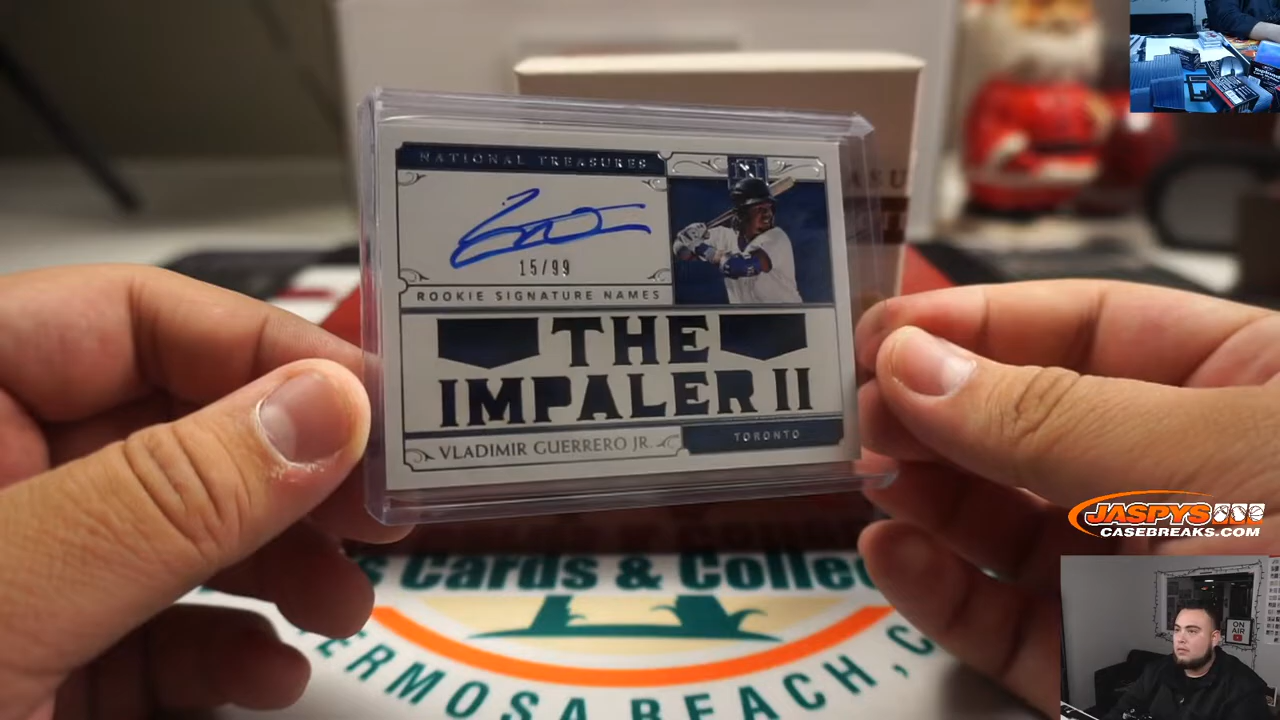 NATIONAL TREASURES
15/99
ROOKIE SIGNATURE NAMES
THE
IMPALER II
VLADIMIR GUERRERO JR.
TORONTO
s Cards & Collec
ERMOSA BEACH, C
JASPYS
CASEBREAKS.COM
ON
AIR